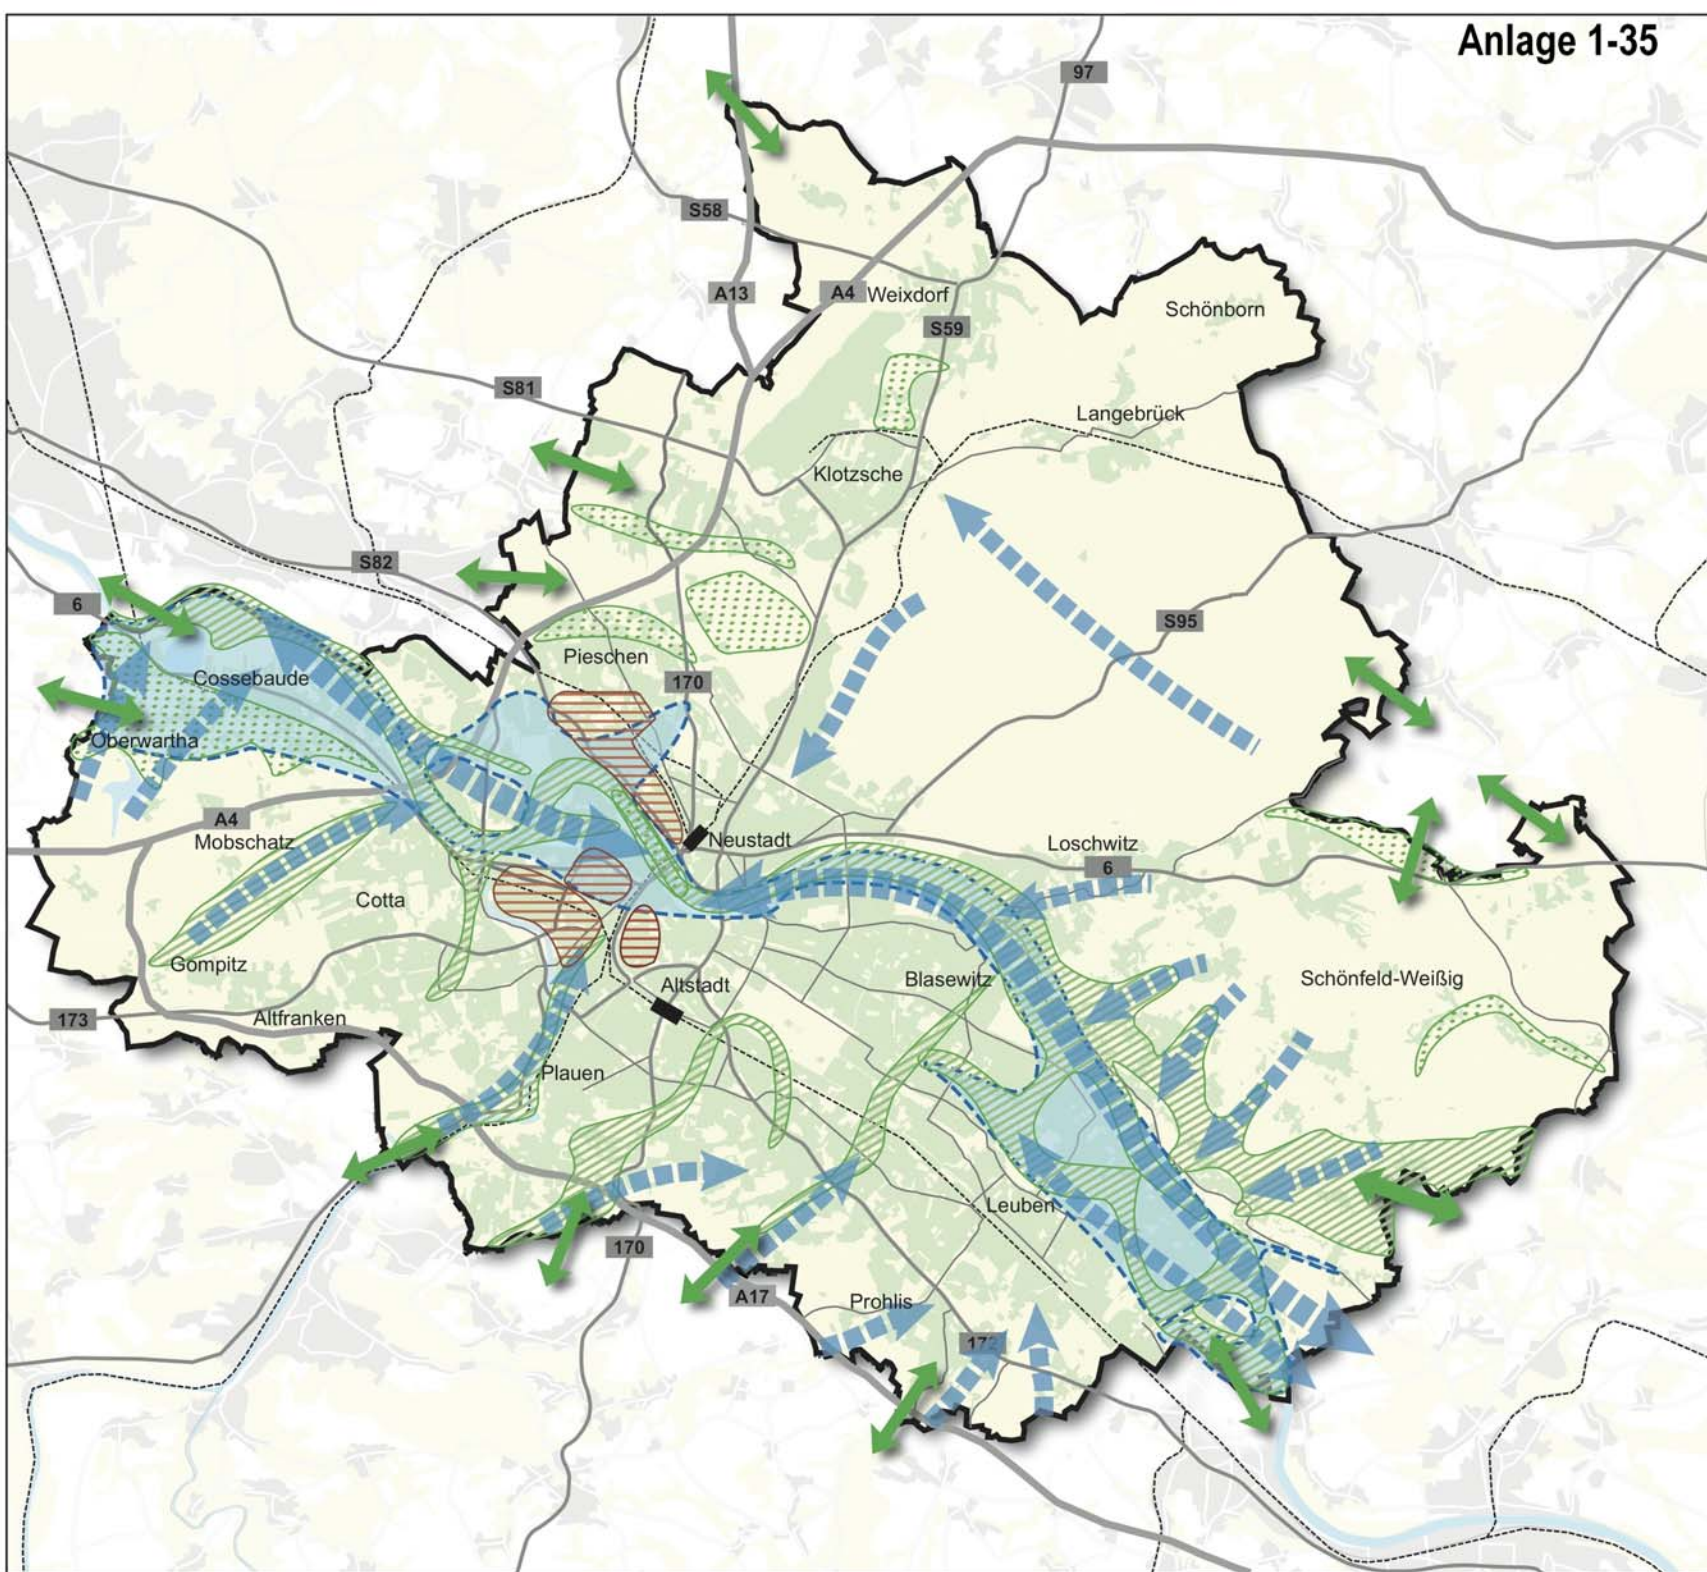 Anlage 1-35
97
S58
A13
A4
Weixdorf
Schönborn
S59
S81
Langebrück
Klotzsche
S82
6
S95
Pieschen
Cossebaude
170
Oberwartha
A4
Mobschatz
Neustadt
Loschwitz
6
Cotta
Gompitz
Blasewitz
Schönfeld-Weißig
Altstadt
173
Altfranken
Plauen
Leuben
170
A17
Prohlis
172